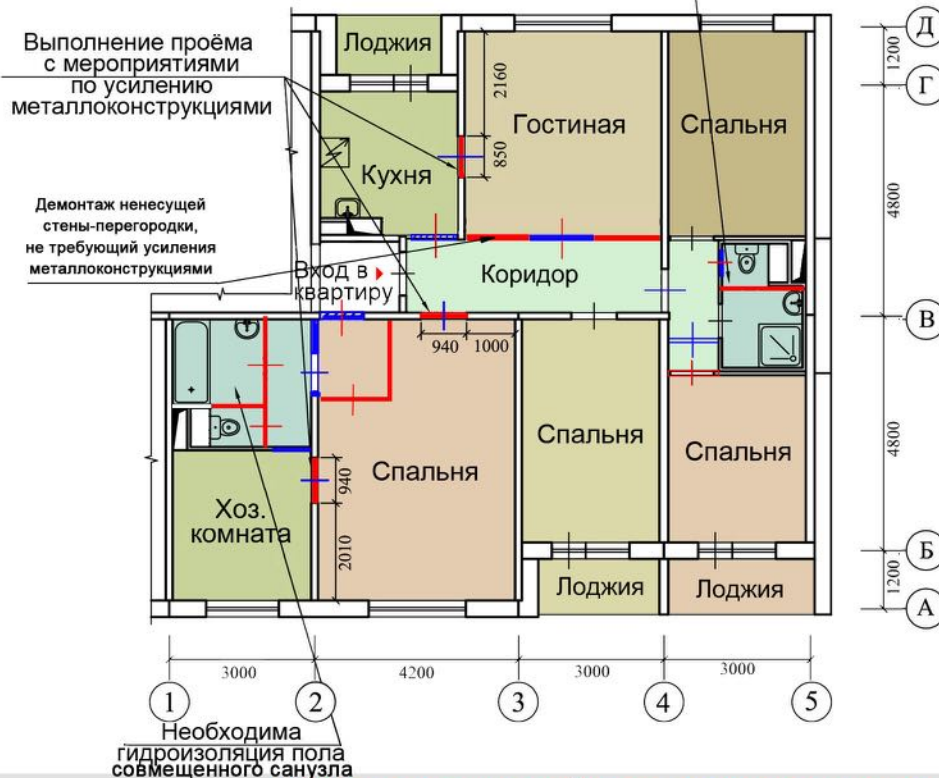 Выполнение проёма
с мероприятиями
по усилению
металлоконструкциями
Демонтаж ненесущей
стены-перегородки,
не требующий усиления
металлоконструкциями
Лоджия
Кухня
2160
850
Гостиная
Спальня
Д
1200
Г
4800
Вход в
квартиру
Коридор
В
940
1000
Спальня
940
2010
Хоз.
комната
Спальня
Спальня
4800
Лоджия
Лоджия
Б
1200
А
3000
4200
3000
3000
1
2
3
4
5
Необходима
гидроизоляция пола
совмещенного санузла